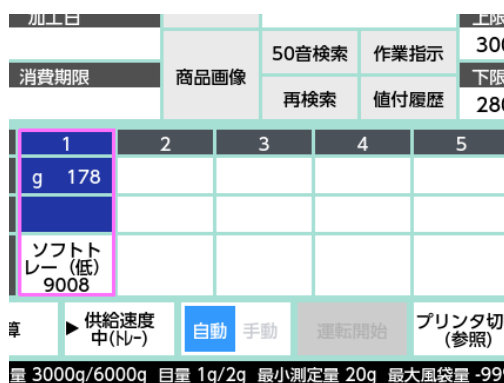 加工日
上限
300
50音検索
作業指示
消費期限
商品画像
下限
再検索
値付履歴
280
1 2 3 4 5
g 178
ソフトト
レー（低）
9008
算
▶ 供給速度
中(トレー)
自動 手動
運転開始
プリンタ切
(参照)
量 3000g/6000g 目量 1g/2g 最小測定量 20g 最大風袋量 -99